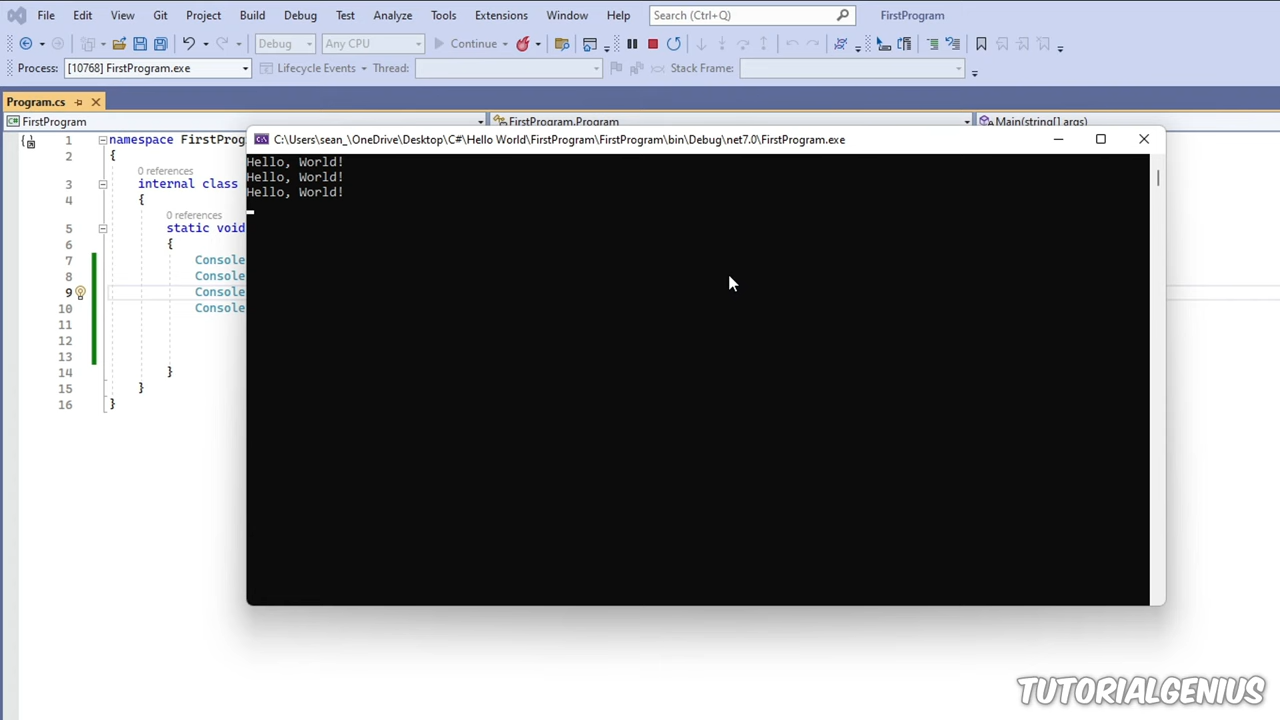 File Edit View Git Project Build Debug Test Analyze Tools Extensions Window Help Search (Ctrl+Q) FirstProgram
Debug Any CPU Continue
Process: [10768] FirstProgram.exe Lifecycle Events Thread: Stack Frame:
Program.cs
FirstProgram FirstProgram.Program Main(string[] args)
C:\Users\sean_\OneDrive\Desktop\C#\Hello World\FirstProgram\FirstProgram\bin\Debug\net7.0\FirstProgram.exe
Hello, World!
Hello, World!
Hello, World!
1 namespace FirstProg
2 {
0 references
3 internal class
4 {
0 references
5 static void
6 {
7 Console
8 Console
9 Console
10 Console
11
12
13
14 }
15 }
16 }
TUTORIALGENIUS